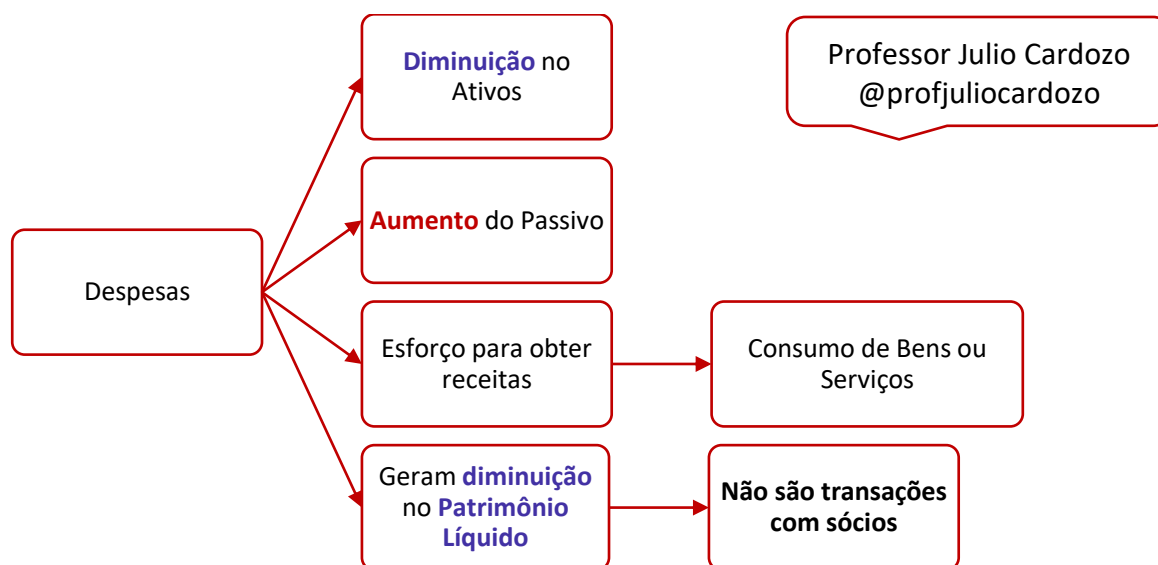 Diminuição no
Ativos
Professor Julio Cardozo
@profjuliocardozo
Aumento do Passivo
Despesas
Esforço para obter
receitas
Consumo de Bens ou
Serviços
Geram diminuição
no Patrimônio
Líquido
Não são transações
com sócios